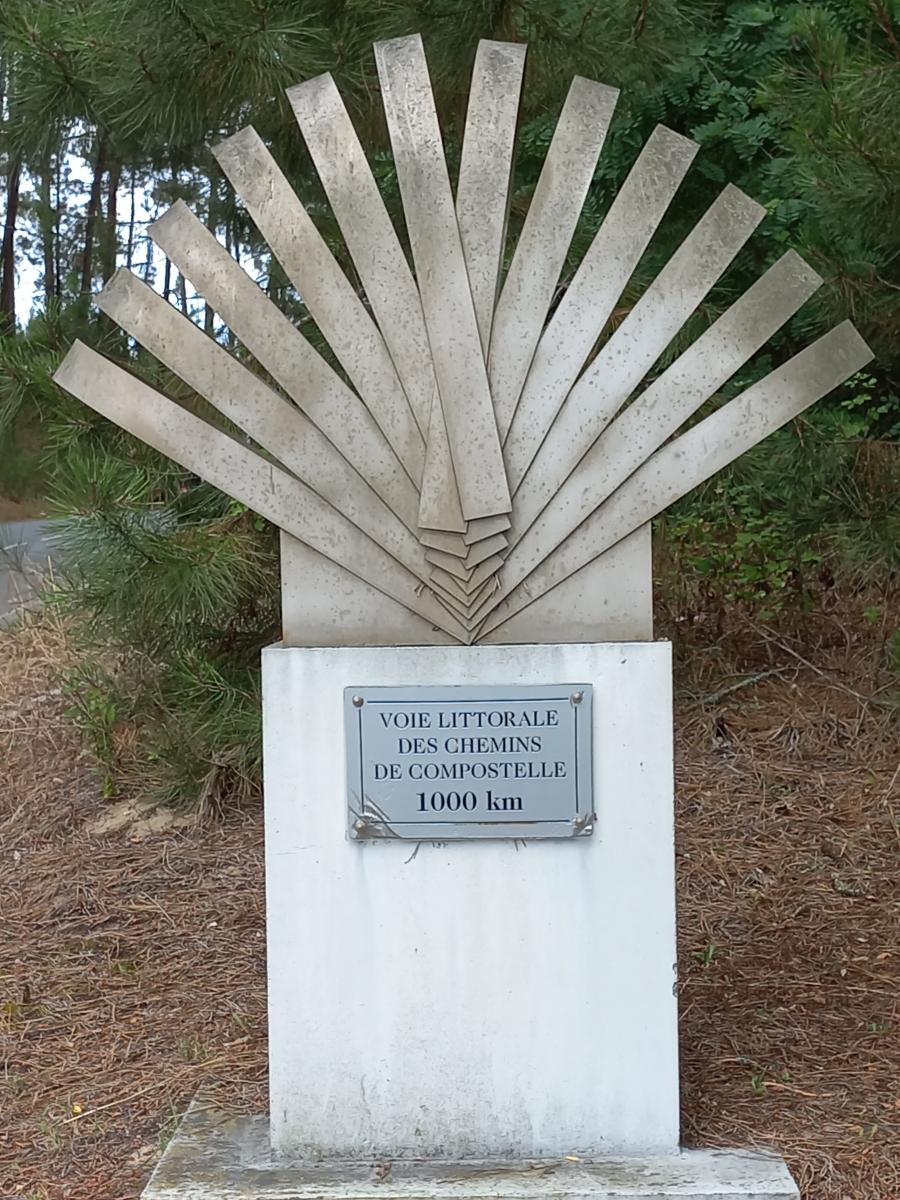 VOIE LITTORALE
DES CHEMINS
DE COMPOSTELLE
1000 km